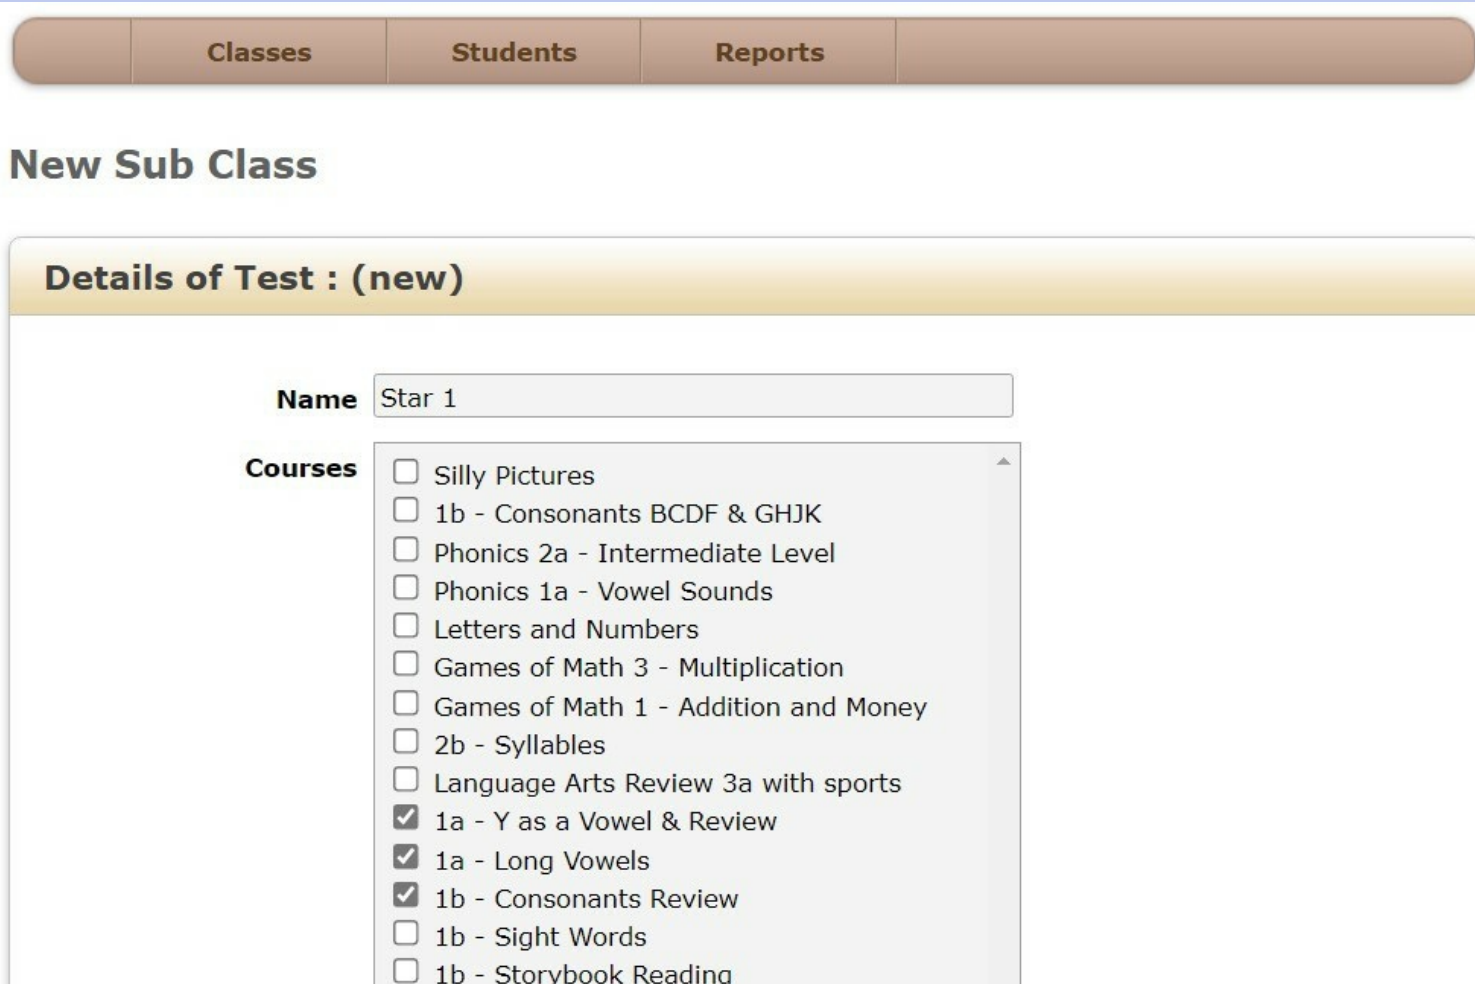 Classes Students Reports
New Sub Class
Details of Test : (new)
Name Star 1
Courses
Silly Pictures
1b - Consonants BCDF & GHJK
Phonics 2a - Intermediate Level
Phonics 1a - Vowel Sounds
Letters and Numbers
Games of Math 3 - Multiplication
Games of Math 1 - Addition and Money
2b - Syllables
Language Arts Review 3a with sports
1a - Y as a Vowel & Review
1a - Long Vowels
1b - Consonants Review
1b - Sight Words
1b - Storybook Reading